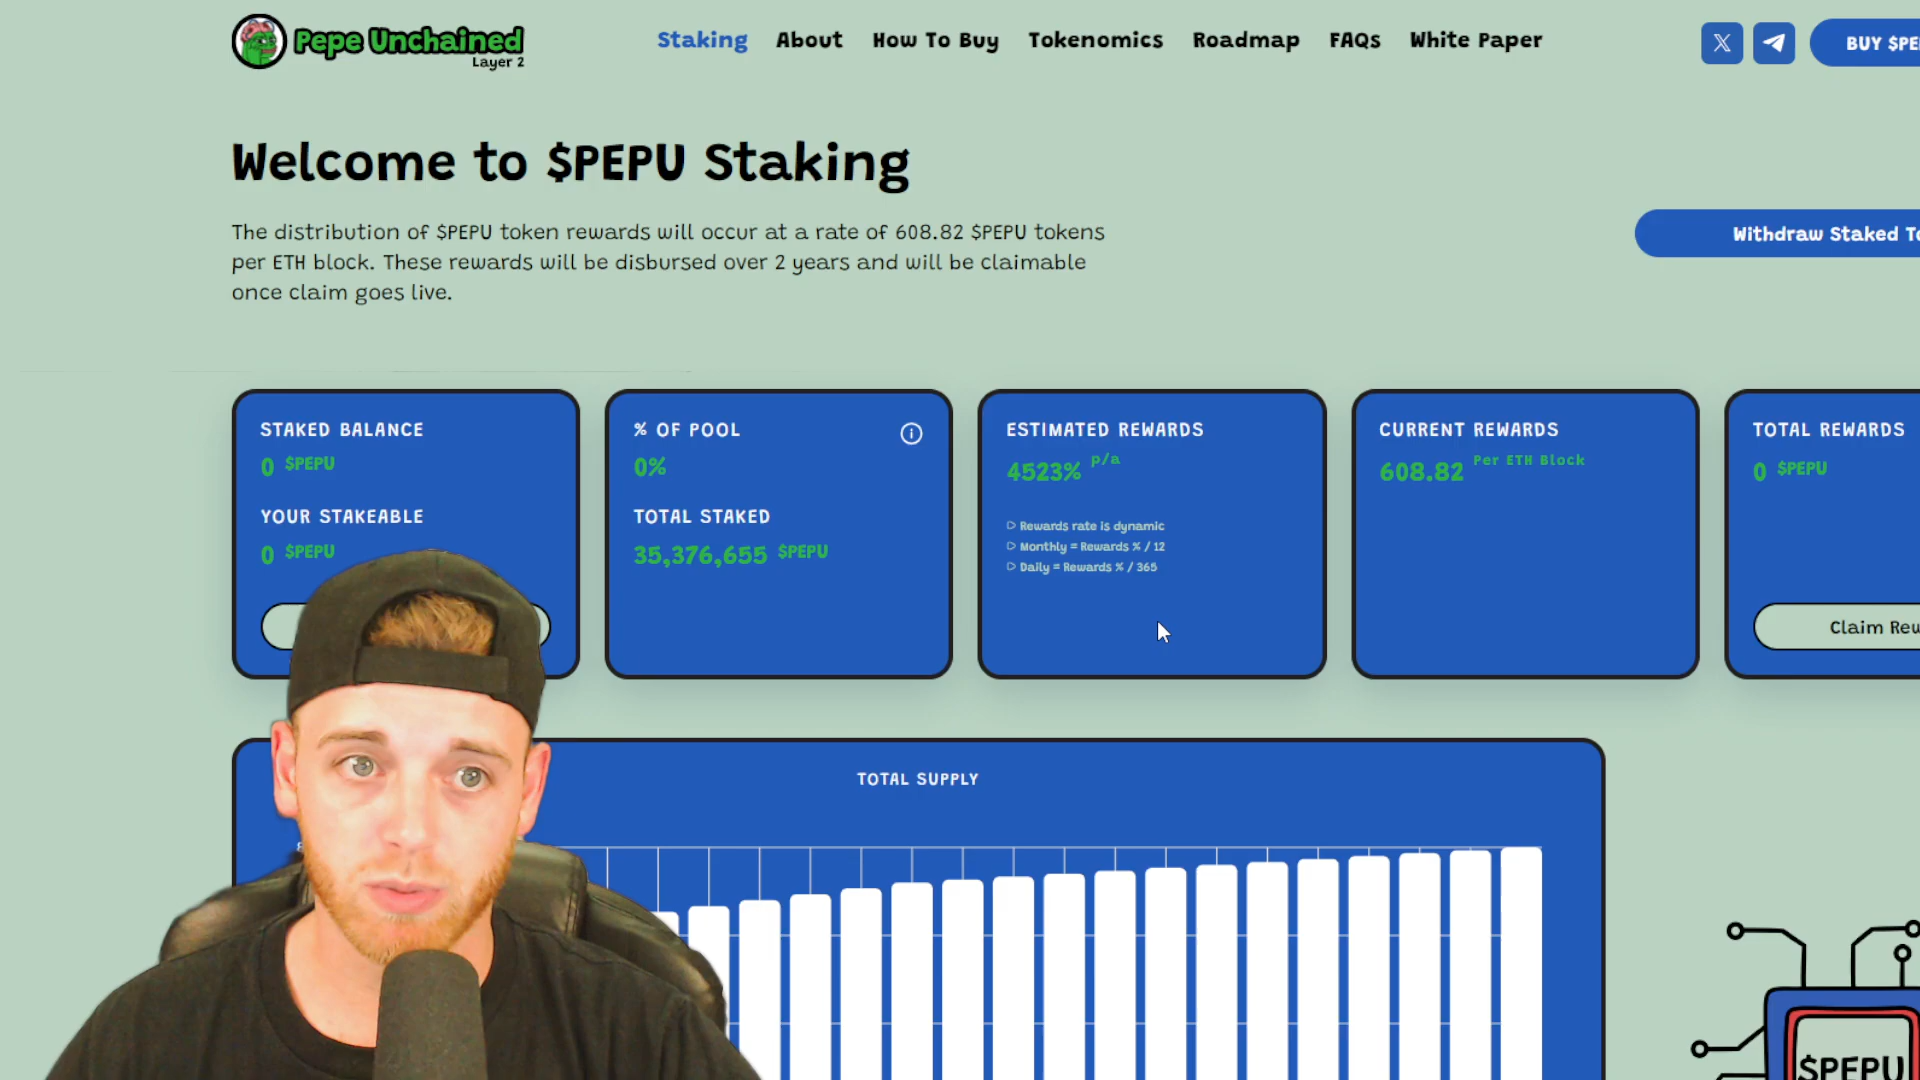 Pepe Unchained
Layer 2
Staking About How To Buy Tokenomics Roadmap FAQs White Paper
BUY
Welcome to $PEPU Staking
The distribution of $PEPU token rewards will occur at a rate of 608.82 $PEPU tokens
per ETH block. These rewards will be disbursed over 2 years and will be claimable
once claim goes live.
Withdraw Staked
STAKED BALANCE
0 $PEPU
YOUR STAKEABLE
0 $PEPU
% OF POOL
0%
TOTAL STAKED
35,376,655 $PEPU
ESTIMATED REWARDS
4523% p/a
Rewards rate is dynamic
Monthly = Rewards % / 12
Daily = Rewards % / 365
CURRENT REWARDS
608.82 Per ETH Block
TOTAL REWARDS
0 $PEPU
Claim
TOTAL SUPPLY
$PEPU